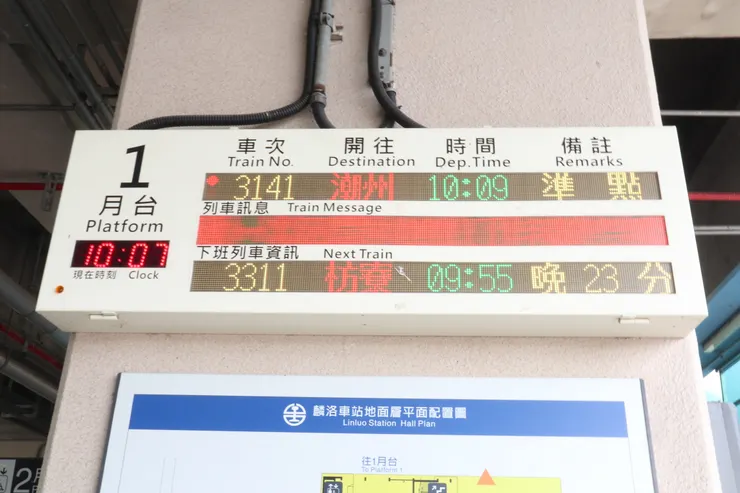 1
月台
Platform
10:07
現在時刻 Clock
車次 開往 時間 備註
Train No. Destination Dep.Time Remarks
3141 潮州 10:09 準點
列車訊息 Train Message
下班列車資訊 Next Train
3311 枋寮 09:55 晚 23 分
麟洛車站地面層平面配置圖
Linluo Station Hall Plan
往1月台
To Platform 1
2月